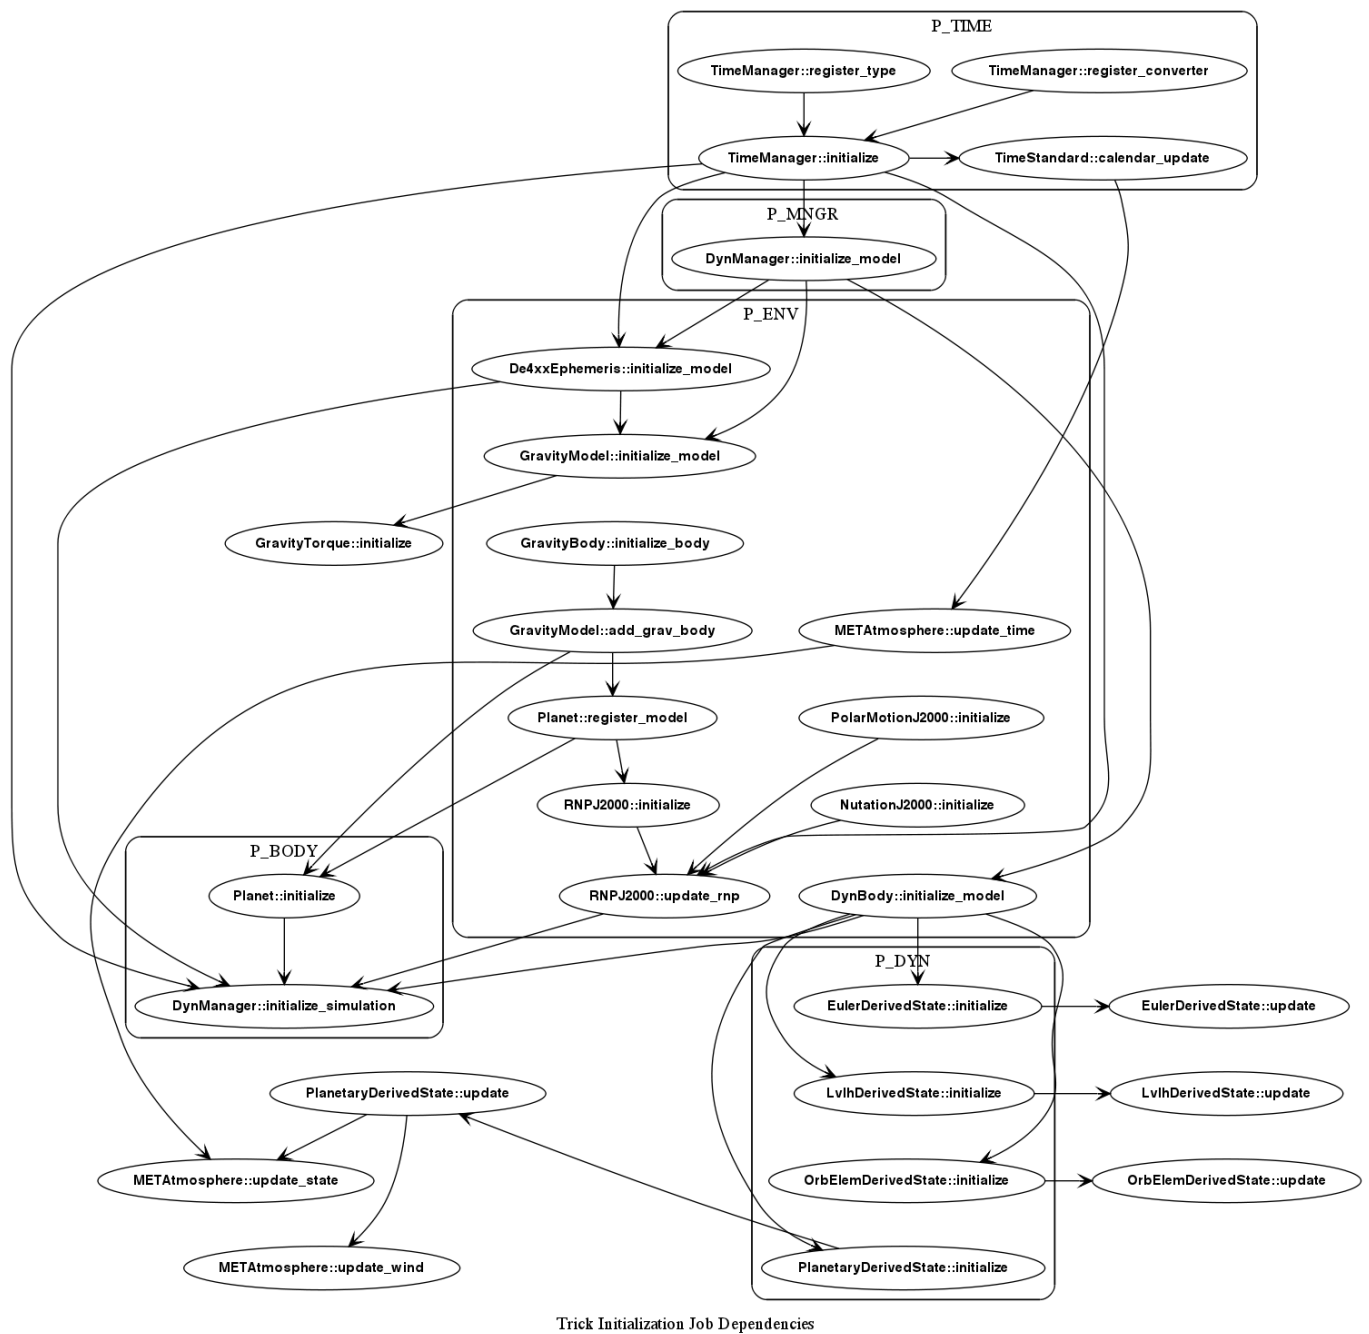 P_TIME
TimeManager::register_type
TimeManager::register_converter
TimeManager::initialize
TimeStandard::calendar_update
P_MNGR
DynManager::initialize_model
P_ENV
De4xxEphemeris::initialize_model
GravityModel::initialize_model
GravityTorque::initialize
GravityBody::initialize_body
GravityModel::add_grav_body
METAtmosphere::update_time
Planet::register_model
PolarMotionJ2000::initialize
RNPJ2000::initialize
NutationJ2000::initialize
P_BODY
Planet::initialize
RNPJ2000::update_rnp
DynBody::initialize_model
P_DYN
DynManager::initialize_simulation
EulerDerivedState::initialize
EulerDerivedState::update
PlanetaryDerivedState::update
LvlhDerivedState::initialize
LvlhDerivedState::update
METAtmosphere::update_state
OrbElemDerivedState::initialize
OrbElemDerivedState::update
METAtmosphere::update_wind
PlanetaryDerivedState::initialize
Trick Initialization Job Dependencies